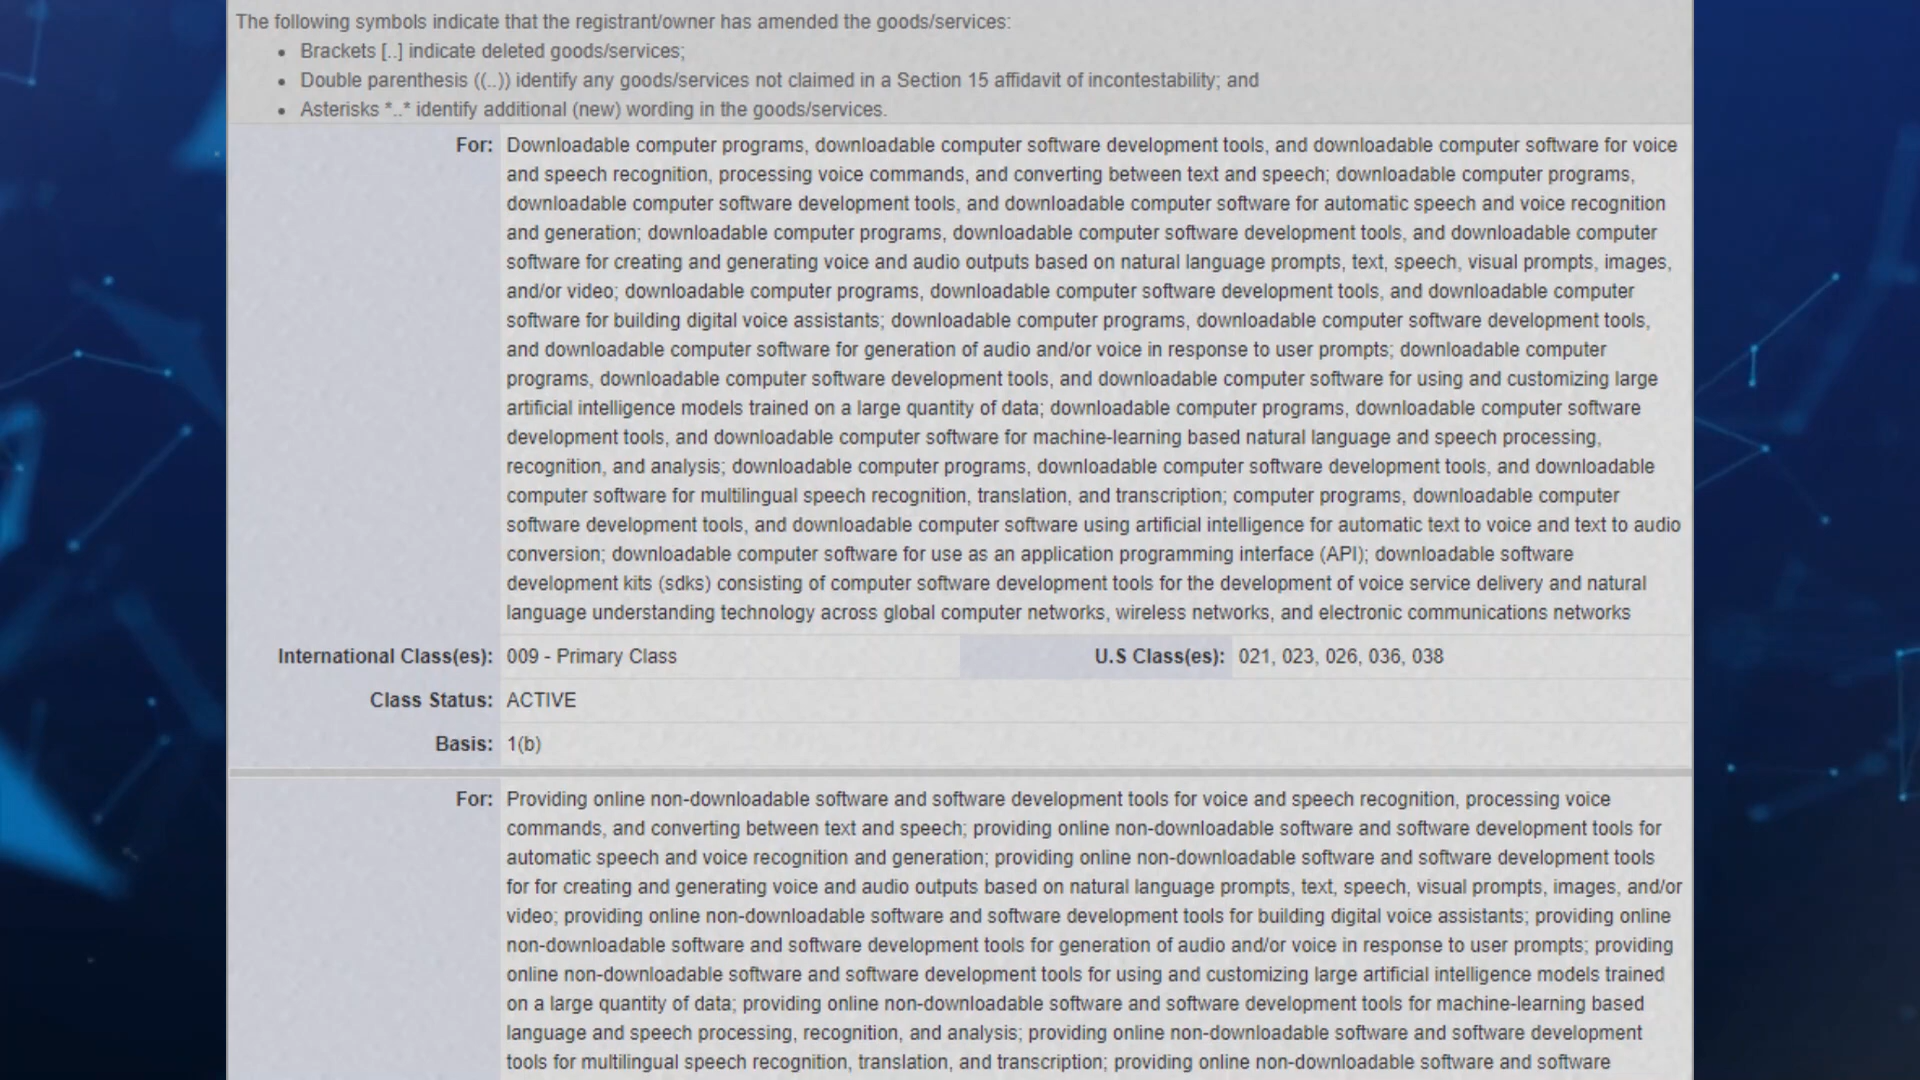 The following symbols indicate that the registrant/owner has amended the goods/services:
• Brackets [..] indicate deleted goods/services;
• Double parenthesis ((..)) identify any goods/services not claimed in a Section 15 affidavit of incontestability; and
• Asterisks *..* identify additional (new) wording in the goods/services.
For: Downloadable computer programs, downloadable computer software development tools, and downloadable computer software for voice
and speech recognition, processing voice commands, and converting between text and speech; downloadable computer programs,
downloadable computer software development tools, and downloadable computer software for automatic speech and voice recognition
and generation; downloadable computer programs, downloadable computer software development tools, and downloadable computer
software for creating and generating voice and audio outputs based on natural language prompts, text, speech, visual prompts, images,
and/or video; downloadable computer programs, downloadable computer software development tools, and downloadable computer
software for building digital voice assistants; downloadable computer programs, downloadable computer software development tools,
and downloadable computer software for generation of audio and/or voice in response to user prompts; downloadable computer
programs, downloadable computer software development tools, and downloadable computer software for using and customizing large
artificial intelligence models trained on a large quantity of data; downloadable computer programs, downloadable computer software
development tools, and downloadable computer software for machine-learning based natural language and speech processing,
recognition, and analysis; downloadable computer programs, downloadable computer software development tools, and downloadable
computer software for multilingual speech recognition, translation, and transcription; computer programs, downloadable computer
software development tools, and downloadable computer software using artificial intelligence for automatic text to voice and text to audio
conversion; downloadable computer software for use as an application programming interface (API); downloadable software
development kits (sdks) consisting of computer software development tools for the development of voice service delivery and natural
language understanding technology across global computer networks, wireless networks, and electronic communications networks
International Class(es): 009 - Primary Class U.S Class(es): 021, 023, 026, 036, 038
Class Status: ACTIVE
Basis: 1(b)
For: Providing online non-downloadable software and software development tools for voice and speech recognition, processing voice
commands, and converting between text and speech; providing online non-downloadable software and software development tools for
automatic speech and voice recognition and generation; providing online non-downloadable software and software development tools
for for creating and generating voice and audio outputs based on natural language prompts, text, speech, visual prompts, images, and/or
video; providing online non-downloadable software and software development tools for building digital voice assistants; providing online
non-downloadable software and software development tools for generation of audio and/or voice in response to user prompts; providing
online non-downloadable software and software development tools for using and customizing large artificial intelligence models trained
on a large quantity of data; providing online non-downloadable software and software development tools for machine-learning based
language and speech processing, recognition, and analysis; providing online non-downloadable software and software development
tools for multilingual speech recognition, translation, and transcription; providing online non-downloadable software and software